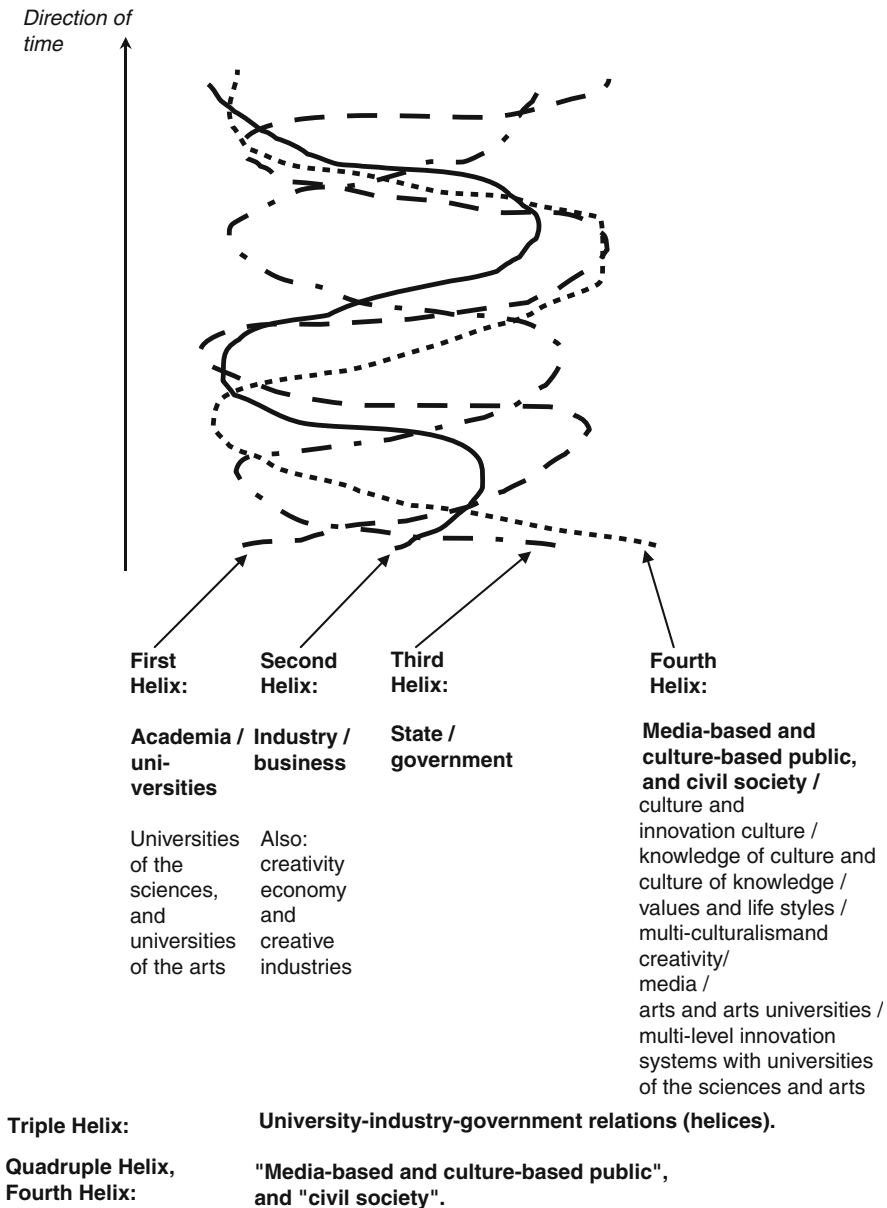 Direction of
time
First
Helix:
Second
Helix:
Third
Helix:
Fourth
Helix:
Academia /
uni-
versities
Industry /
business
State /
government
Media-based and
culture-based public,
and civil society /
culture and
innovation culture /
knowledge of culture and
culture of knowledge /
values and life styles /
multi-culturalismand
creativity/
media /
arts and arts universities /
multi-level innovation
systems with universities
of the sciences and arts
Universities
of the
sciences,
and
universities
of the arts
Also:
creativity
economy
and
creative
industries
Triple Helix:
University-industry-government relations (helices).
Quadruple Helix,
Fourth Helix:
"Media-based and culture-based public",
and "civil society".